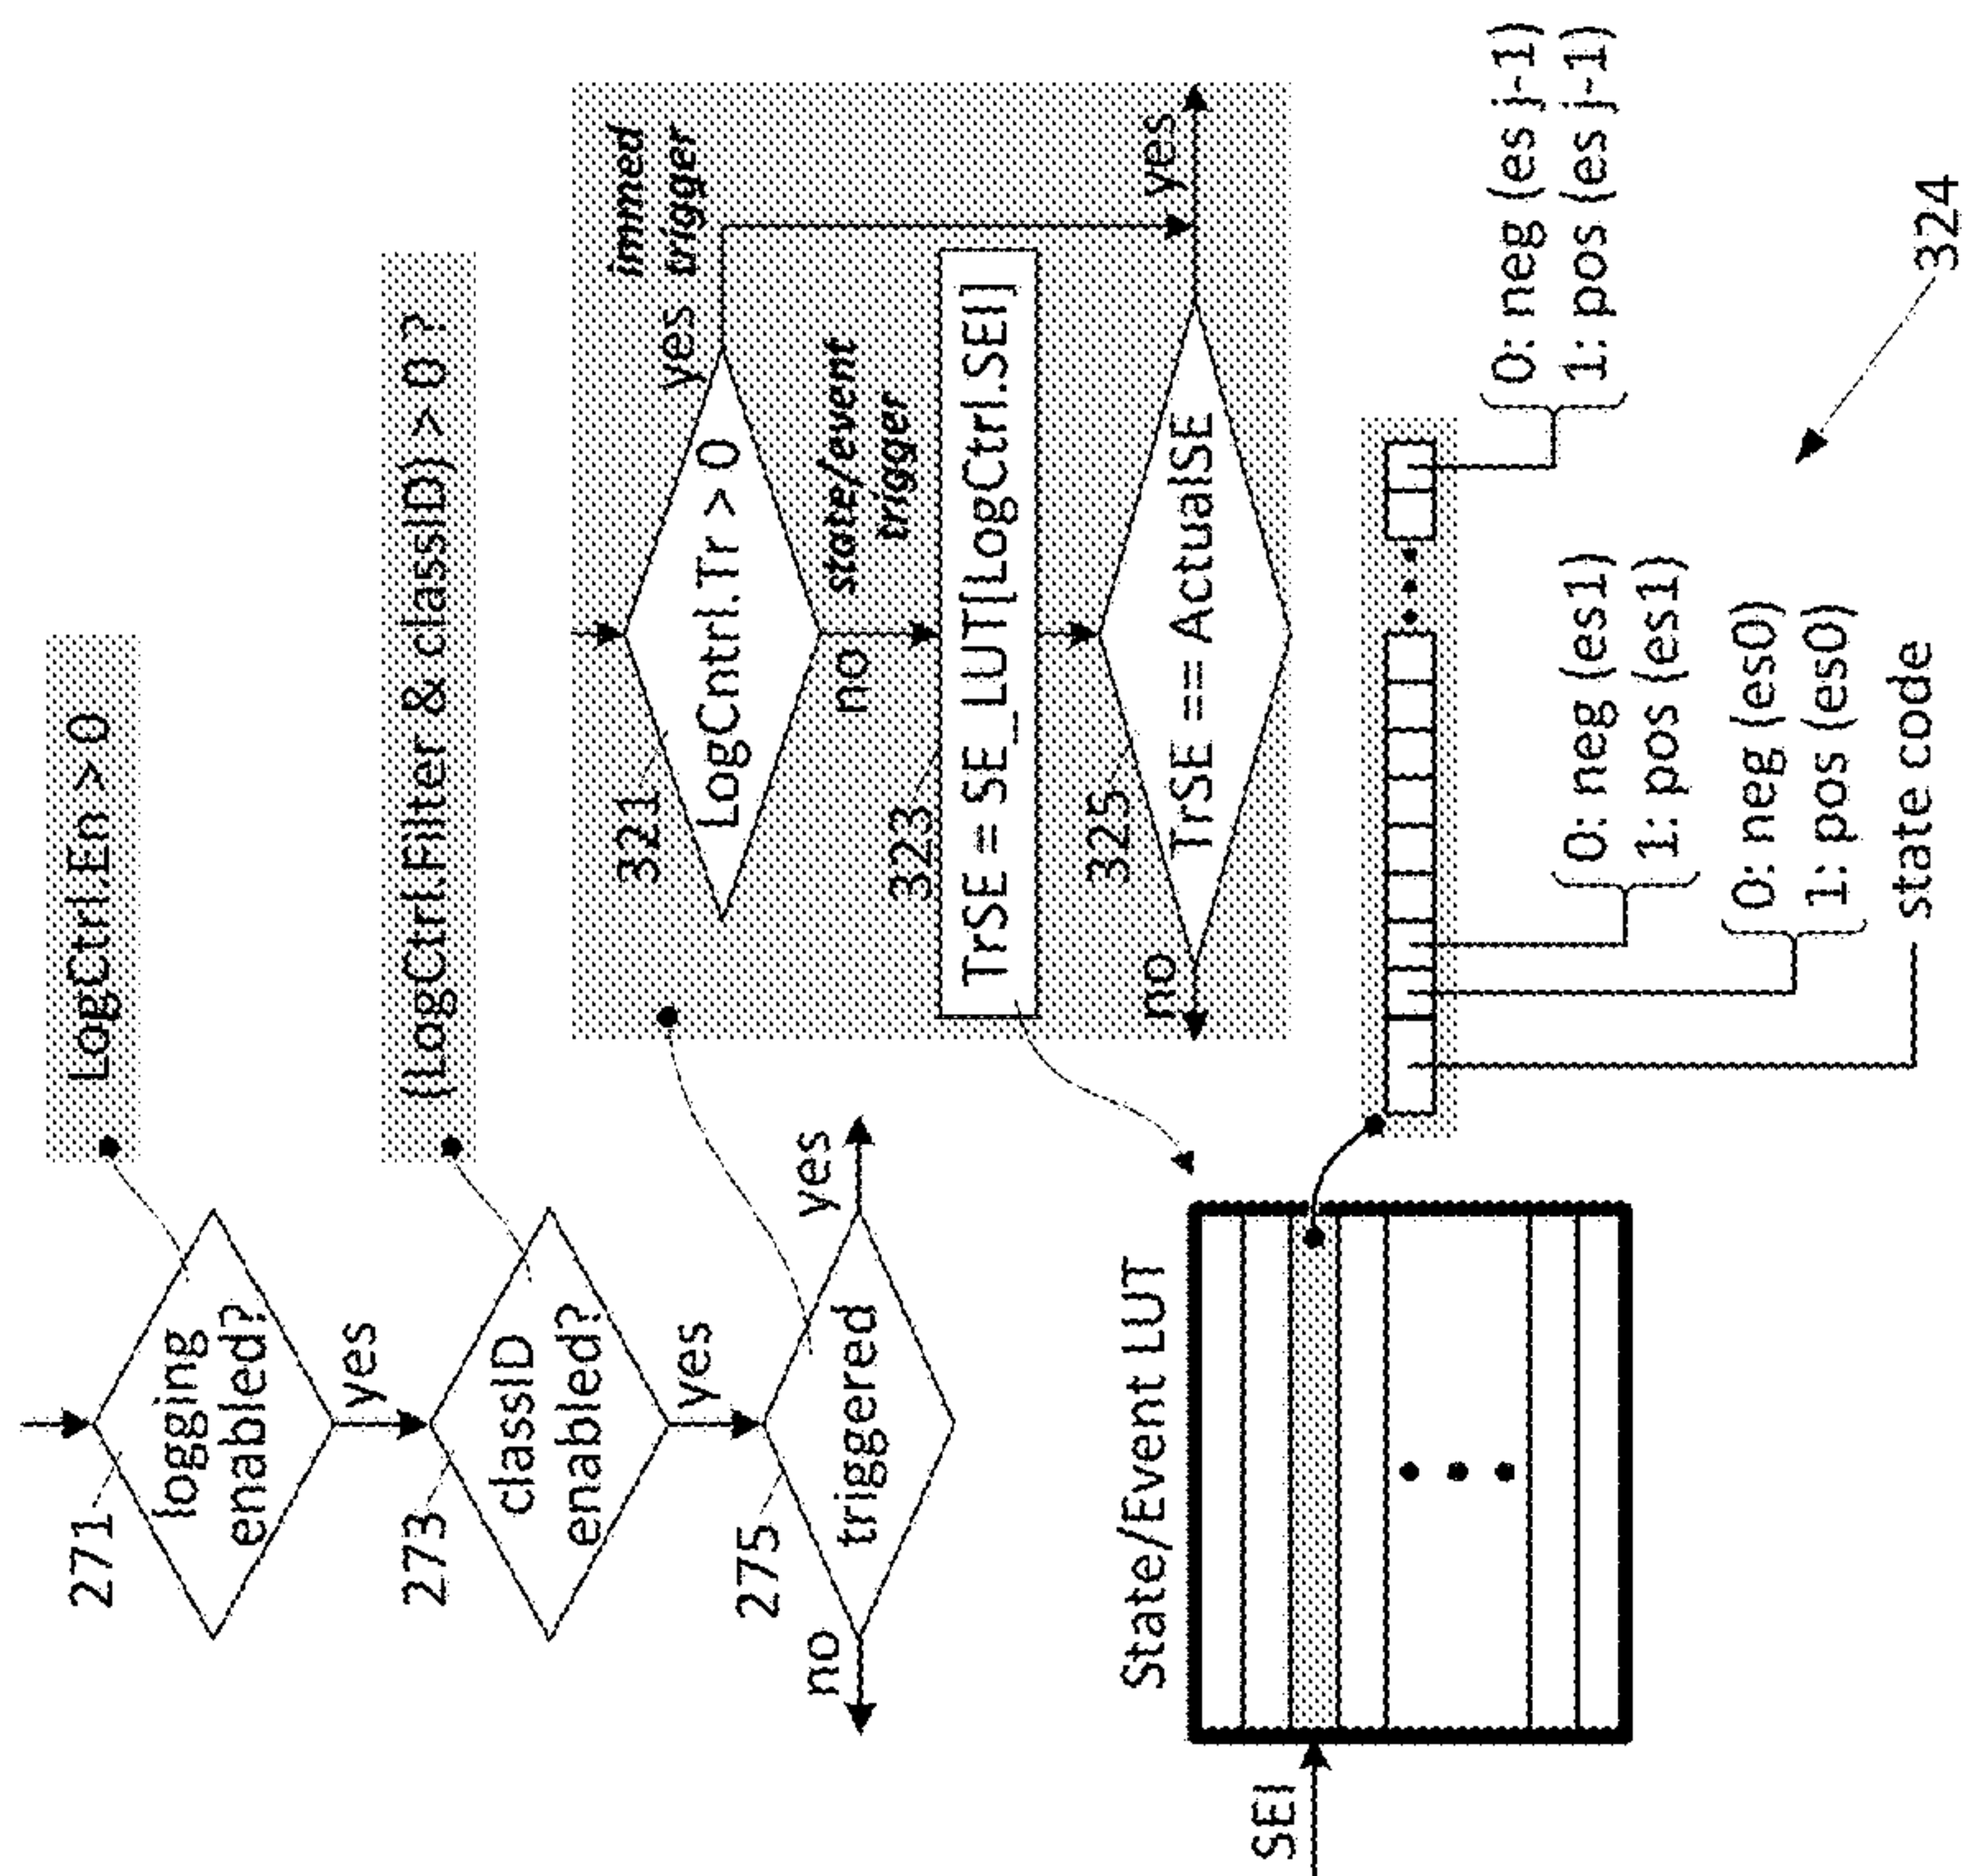 271
logging
enabled?
yes
LogCtrl.En > 0
273
classID
enabled?
yes
(LogCtrl.Filter & classID) > 0 ?
275
triggered
no
yes
321
LogCntrl.Tr > 0
yes
immed
trigger
no
state/event
trigger
323
TrSE = SE_LUT[LogCtrl.SEI]
325
TrSE == ActualSE
no
yes
State/Event LUT
SEI
0: neg (es j-1)
1: pos (es j-1)
0: neg (es1)
1: pos (es1)
0: neg (es0)
1: pos (es0)
state code
324